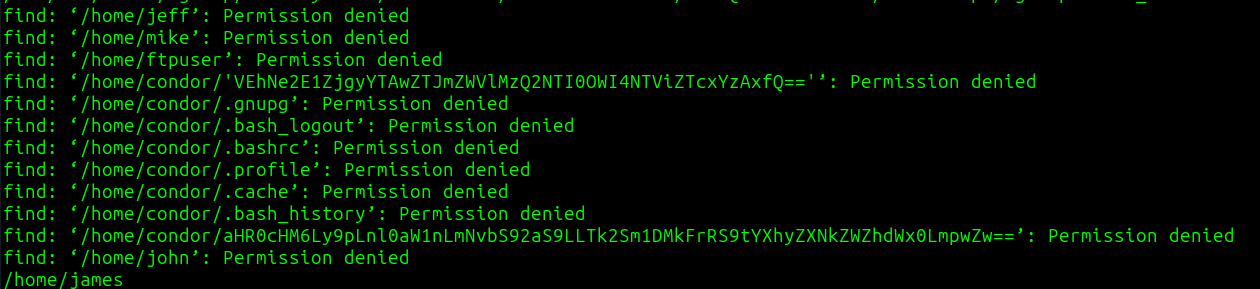 find: ‘/home/jeff’: Permission denied
find: ‘/home/mike’: Permission denied
find: ‘/home/ftpuser’: Permission denied
find: ‘/home/condor/'VEhNe2E1ZjgyYTAwZTJmZWVlMzQ2NTI0OWI4NTViZTcxYzAxfQ=='’: Permission denied
find: ‘/home/condor/.gnupg’: Permission denied
find: ‘/home/condor/.bash_logout’: Permission denied
find: ‘/home/condor/.bashrc’: Permission denied
find: ‘/home/condor/.profile’: Permission denied
find: ‘/home/condor/.cache’: Permission denied
find: ‘/home/condor/.bash_history’: Permission denied
find: ‘/home/condor/aHR0cHM6Ly9pLnl0aW1nLmNvbS92aS9LLTk2Sm1DMkFrRS9tYXhyZXNkZWZhdWx0LmpwZw==’: Permission denied
find: ‘/home/john’: Permission denied
/home/james